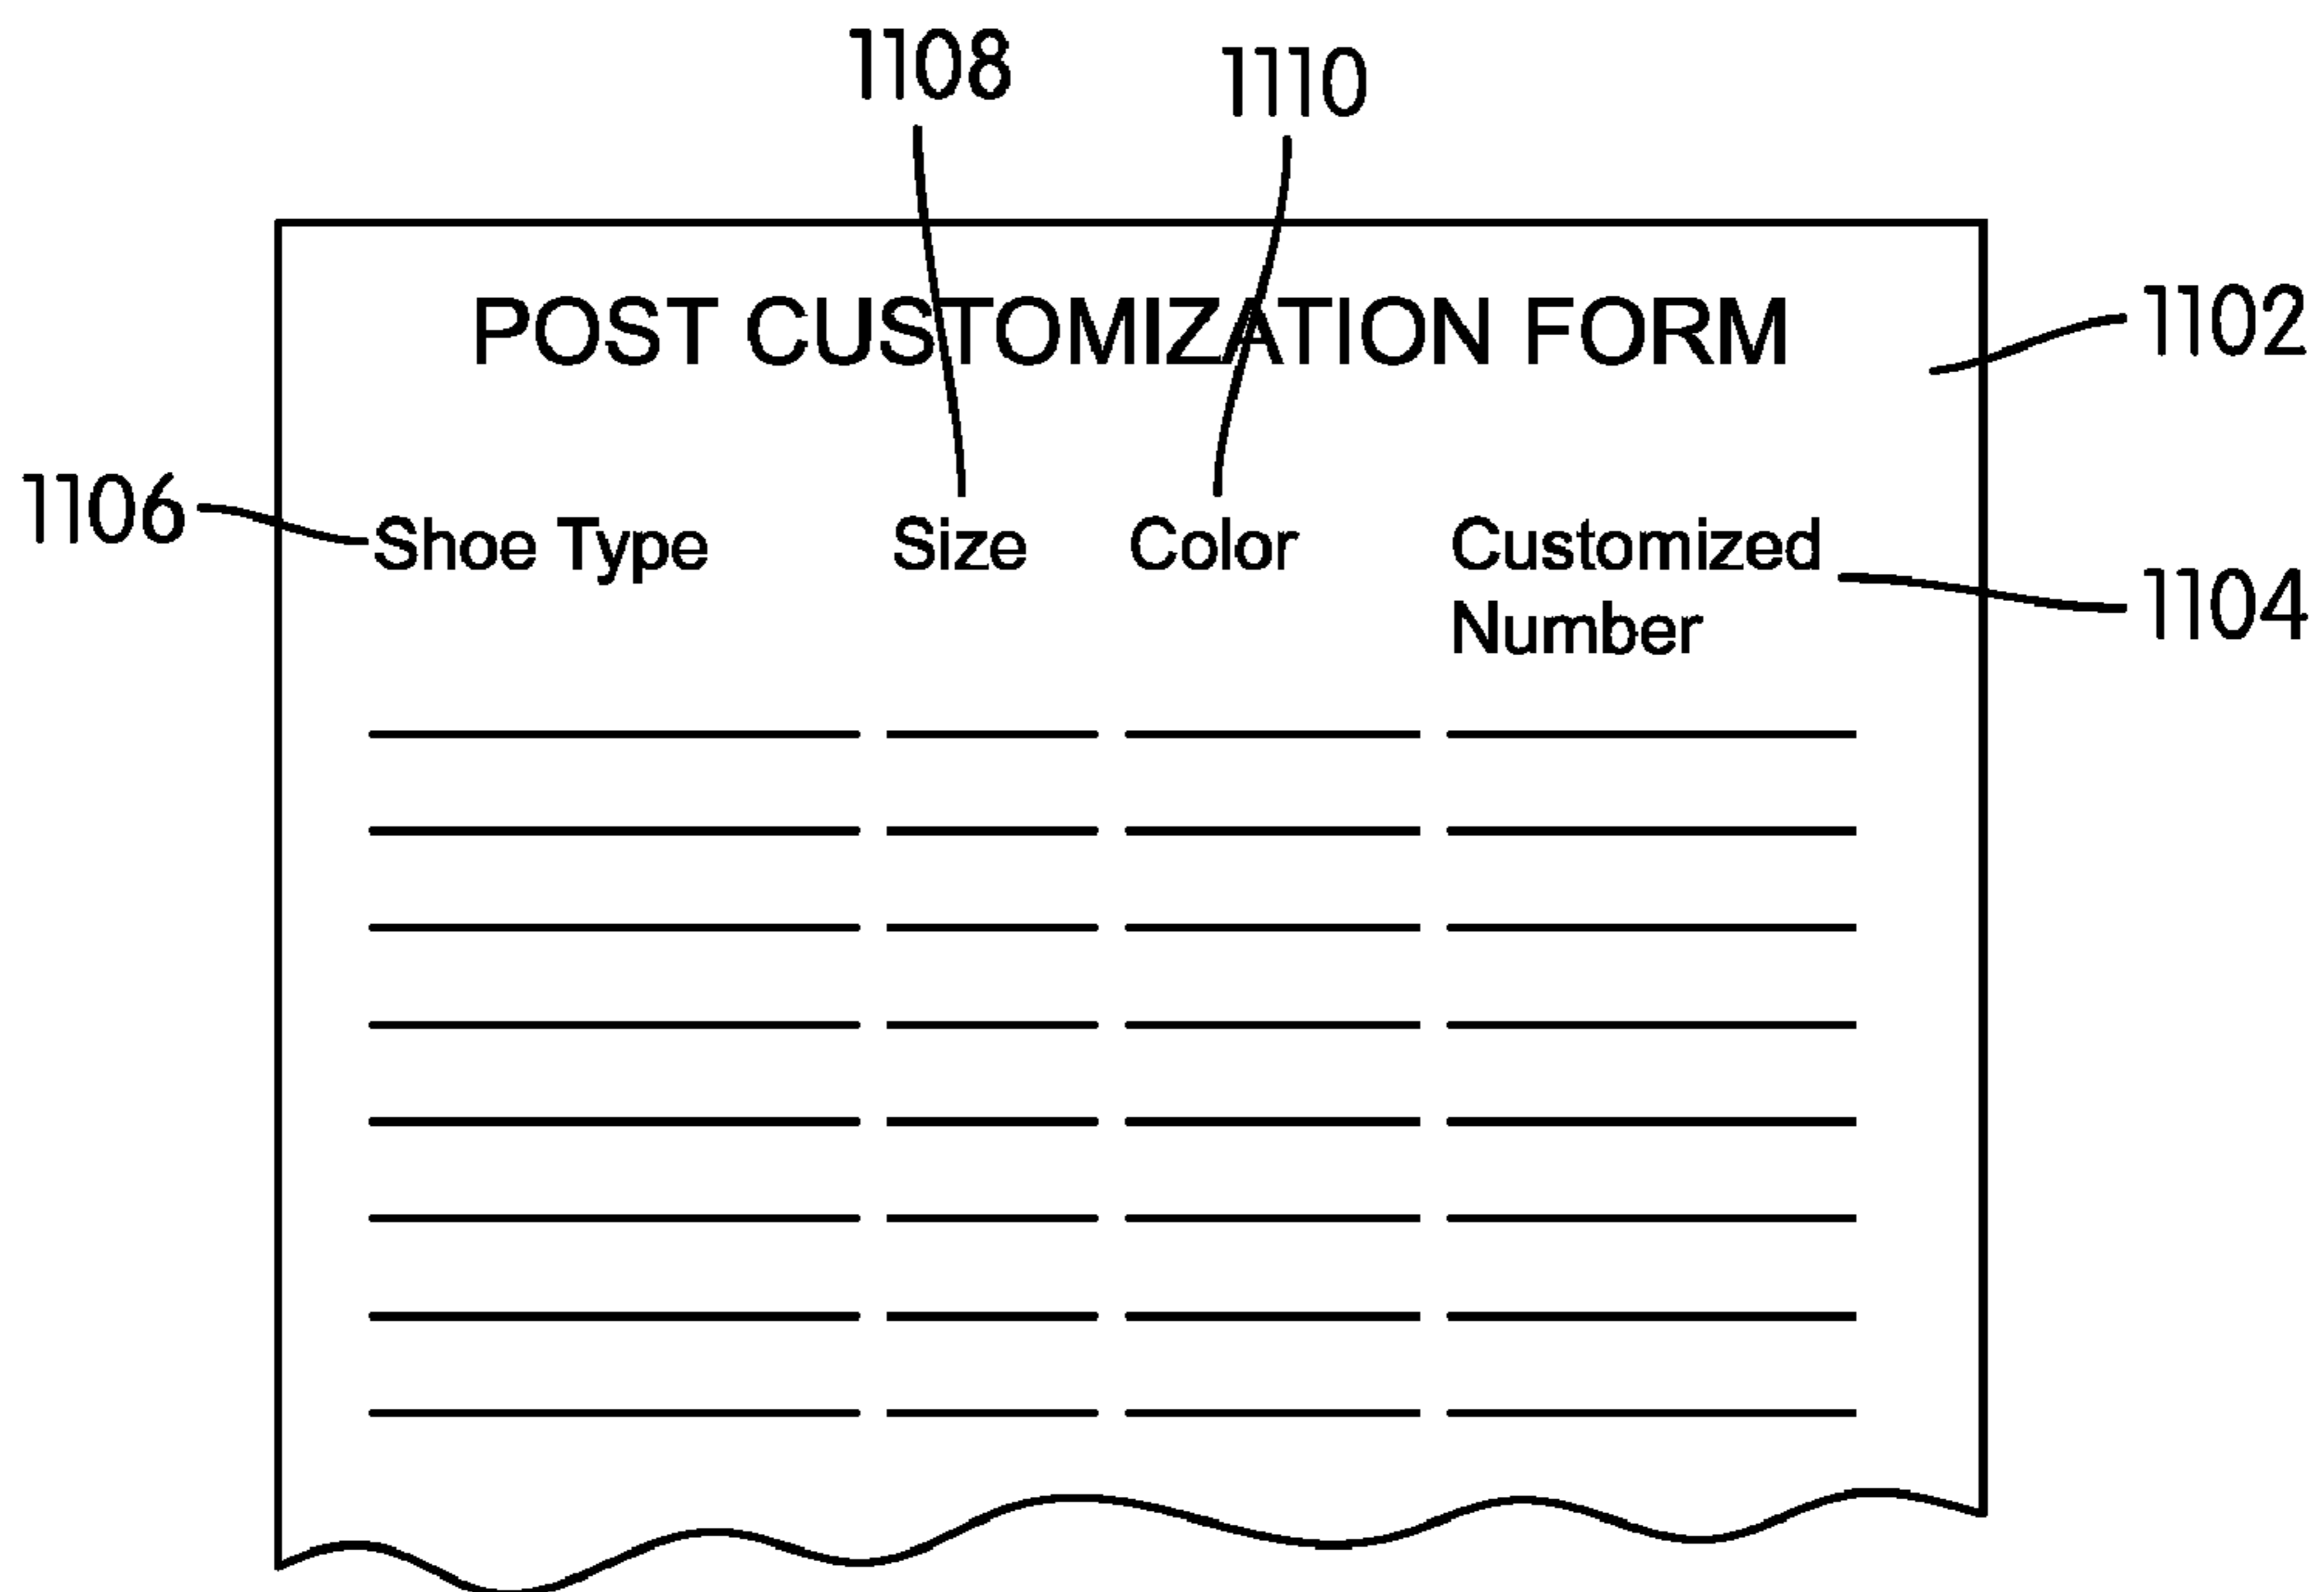 1108
1110
POST CUSTOMIZATION FORM
1102
1106
Shoe Type Size Color Customized
Number
1104